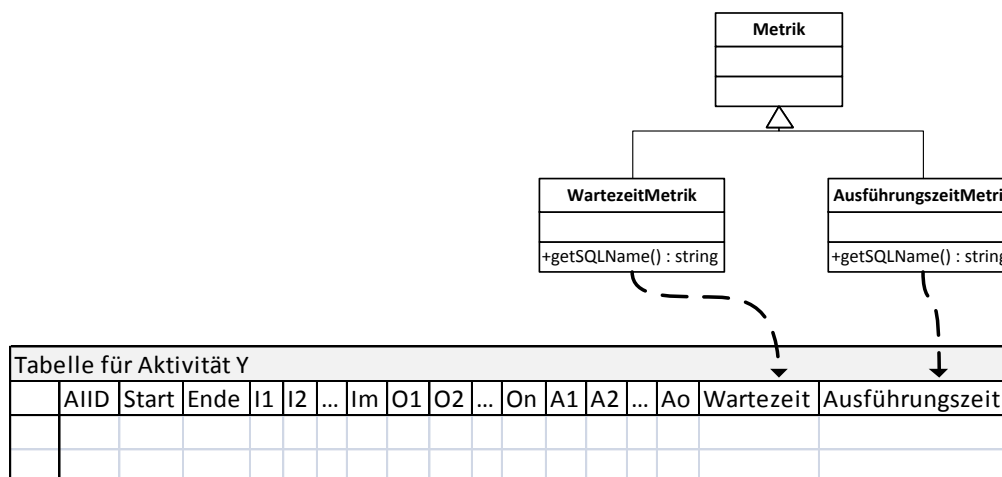 Metrik
WartezeitMetrik
AusführungszeitMetri
+getSQLName() : string
+getSQLName() : string
Tabelle für Aktivität Y
AIID Start Ende I1 I2 ... Im O1 O2 ... On A1 A2 ... Ao Wartezeit Ausführungszeit